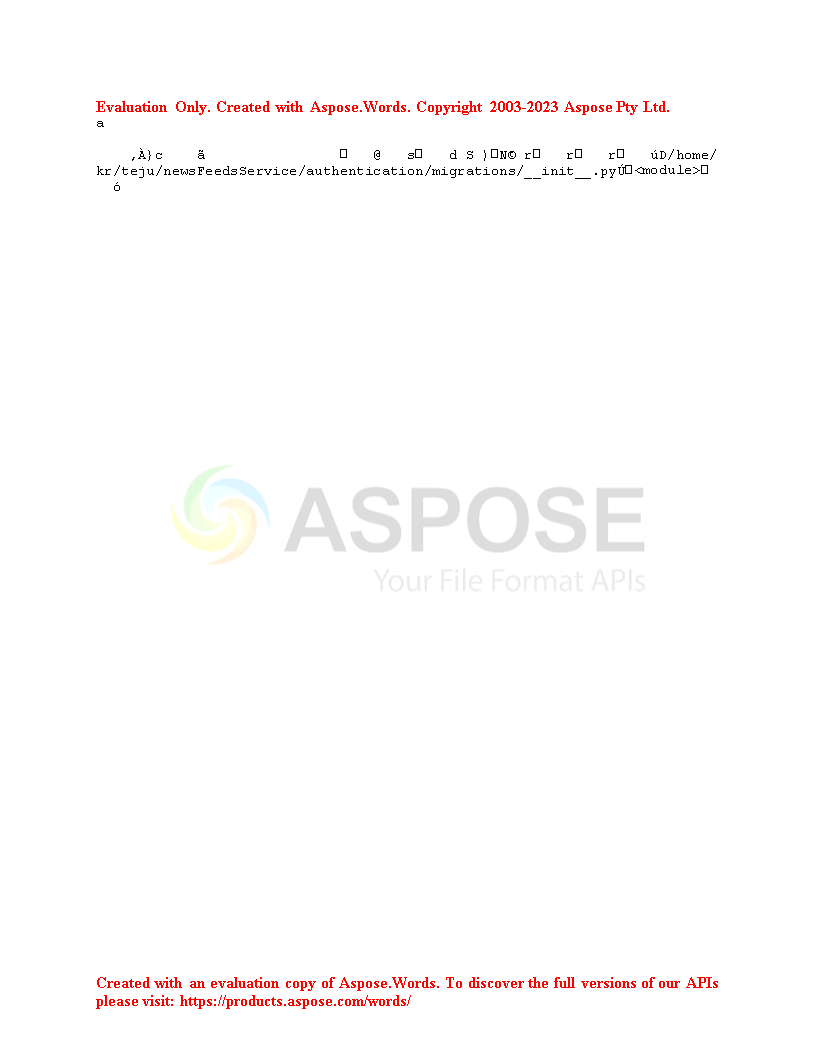 Evaluation Only. Created with Aspose.Words. Copyright 2003-2023 Aspose Pty Ltd.
a
,À}c ã □ @ s□ d S )□N© r□ r□ r□ úD/home/
kr/teju/newsFeedsService/authentication/migrations/__init__.pyÚ□<module>□
ó
ASPOSE
Your File Format APIs
Created with an evaluation copy of Aspose.Words. To discover the full versions of our APIs
please visit: https://products.aspose.com/words/